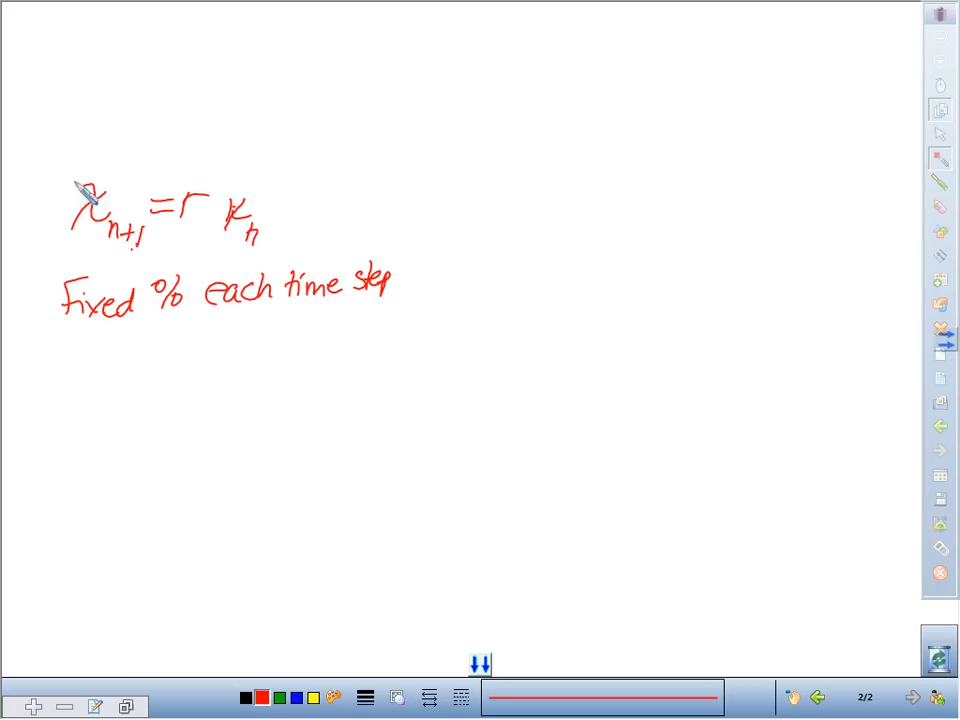 x_{n+1} = r x_n
Fixed % each time step
2/2